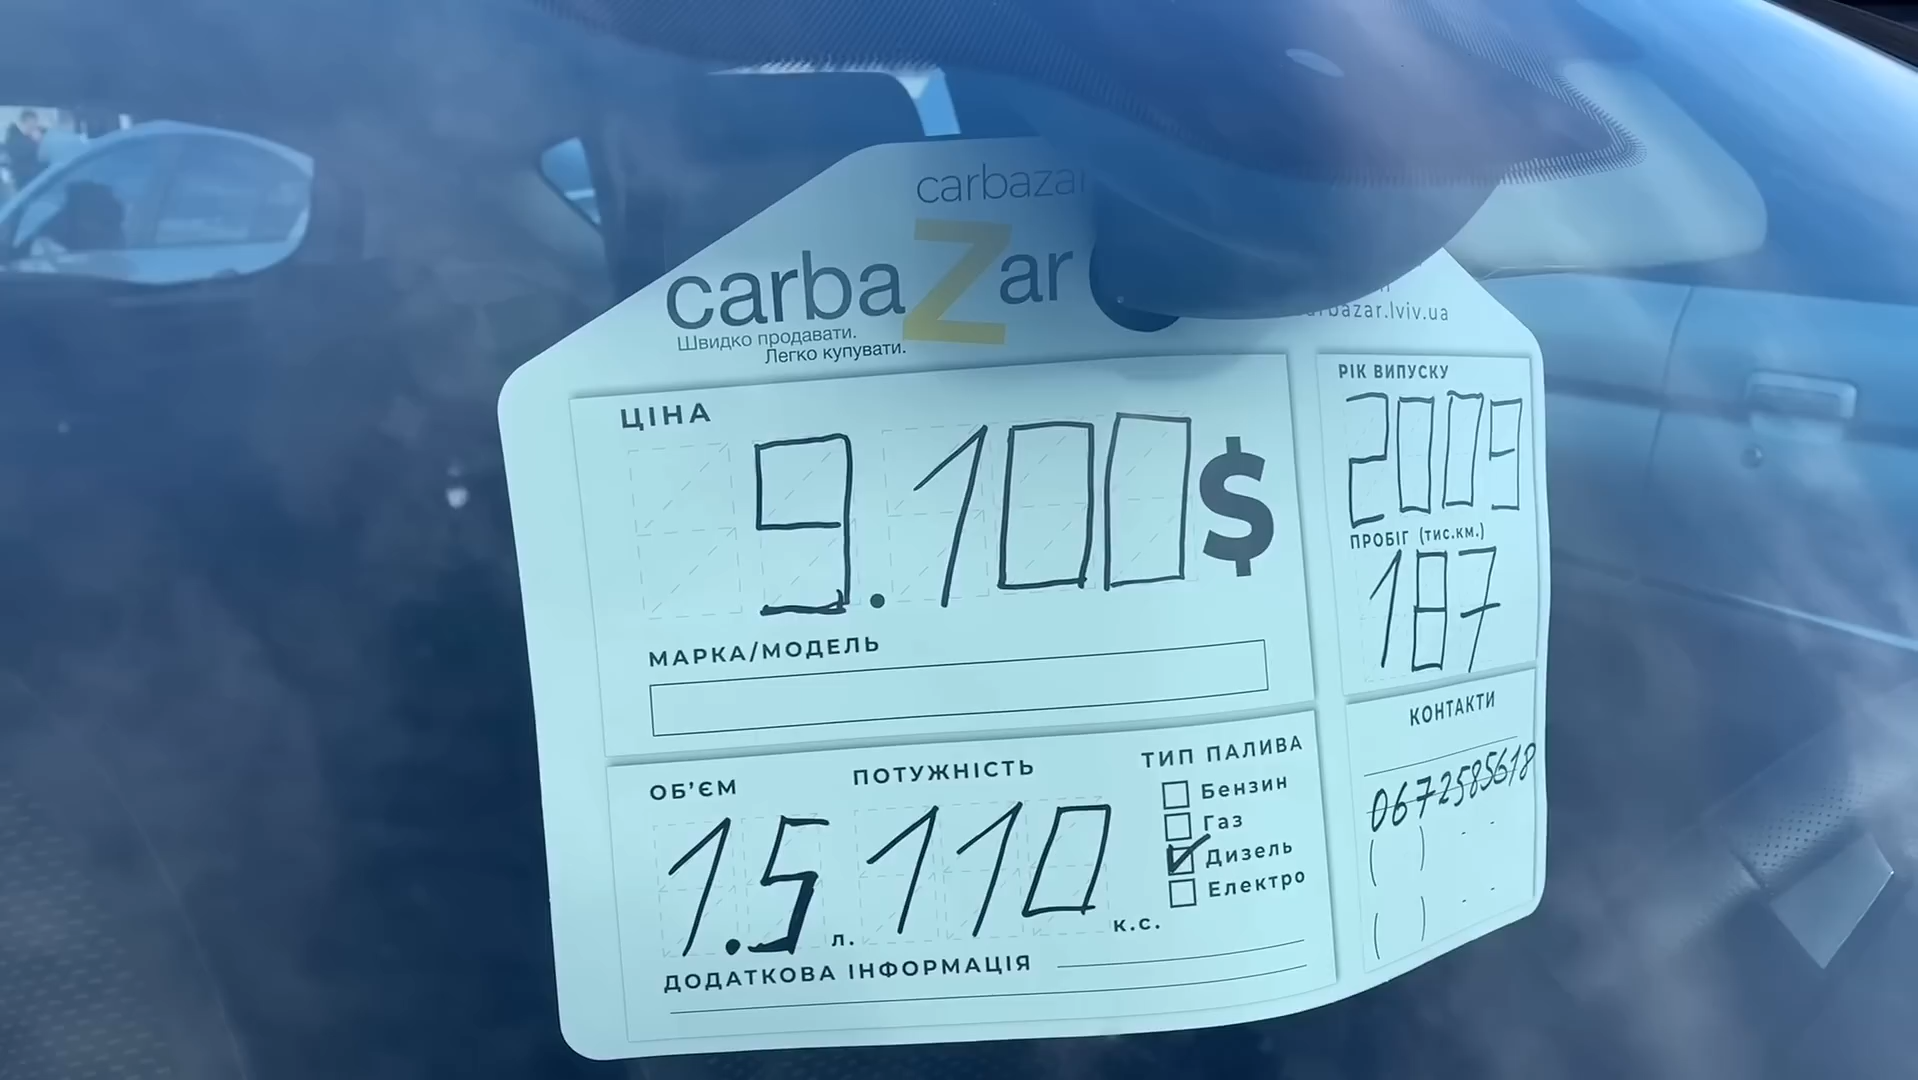 carbazar
carbaZar
Швидко продавати.
Легко купувати.
carbazar.lviv.ua
ЦІНА
9.100 $
РІК ВИПУСКУ
2009
ПРОБІГ (тис.км.)
187
МАРКА/МОДЕЛЬ
КОНТАКТИ
0672585618
( ) - -
( ) -
ОБ'ЄМ
1.5 л.
ПОТУЖНІСТЬ
110 к.с.
ТИП ПАЛИВА
Бензин
Газ
Дизель
Електро
ДОДАТКОВА ІНФОРМАЦІЯ